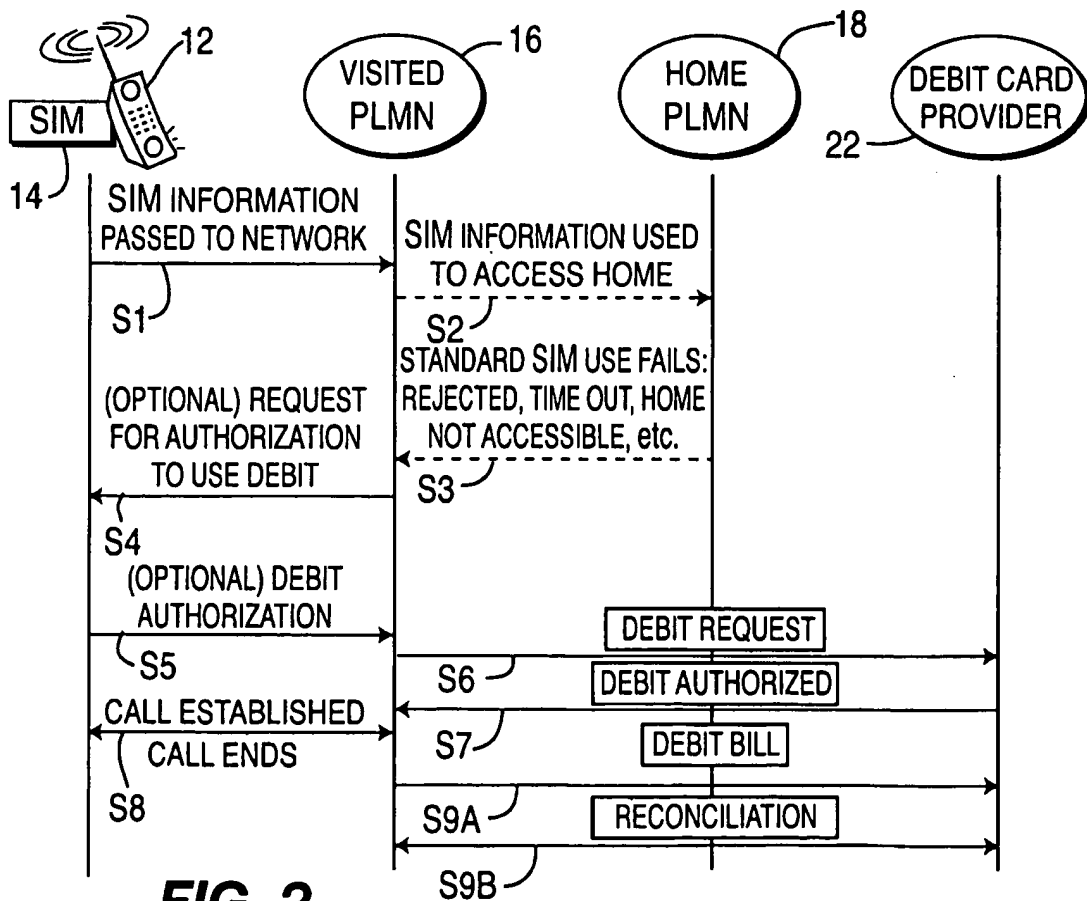 12
SIM
14
VISITED
PLMN
16
HOME
PLMN
18
DEBIT CARD
PROVIDER
22
SIM INFORMATION
PASSED TO NETWORK
S1
SIM INFORMATION USED
TO ACCESS HOME
S2
STANDARD SIM USE FAILS:
REJECTED, TIME OUT, HOME
NOT ACCESSIBLE, etc.
S3
(OPTIONAL) REQUEST
FOR AUTHORIZATION
TO USE DEBIT
S4
(OPTIONAL) DEBIT
AUTHORIZATION
S5
DEBIT REQUEST
S6
DEBIT AUTHORIZED
S7
CALL ESTABLISHED
CALL ENDS
S8
DEBIT BILL
S9A
RECONCILIATION
S9B
FIG. 2